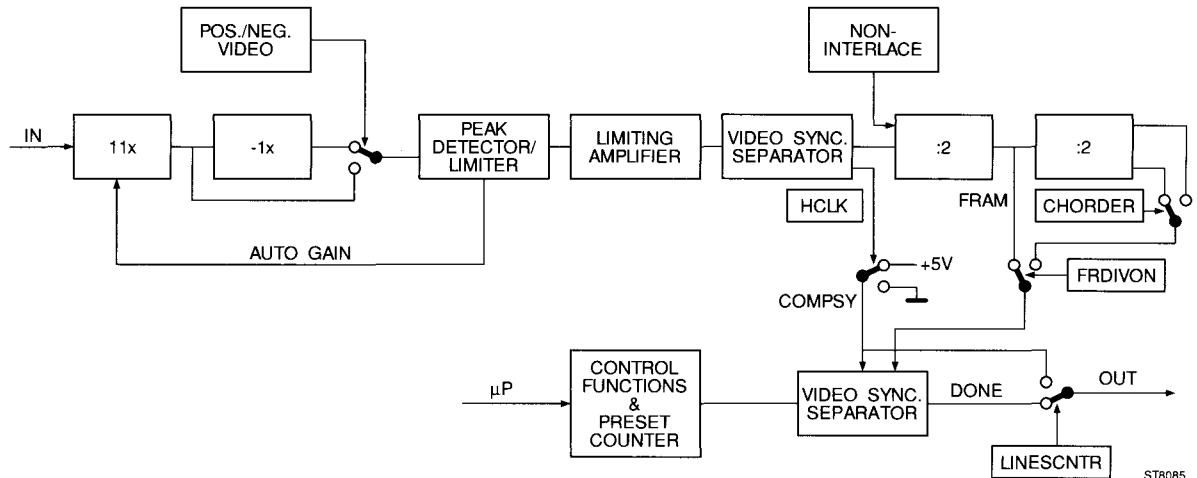 POS./NEG.
VIDEO
NON-
INTERLACE
IN
11x
-1x
PEAK
DETECTOR/
LIMITER
LIMITING
AMPLIFIER
VIDEO SYNC.
SEPARATOR
:2
:2
HCLK
FRAM
CHORDER
AUTO GAIN
+5V
FRDIVON
COMPSY
µP
CONTROL
FUNCTIONS
&
PRESET
COUNTER
VIDEO SYNC.
SEPARATOR
DONE
OUT
LINESCNTR
ST8085